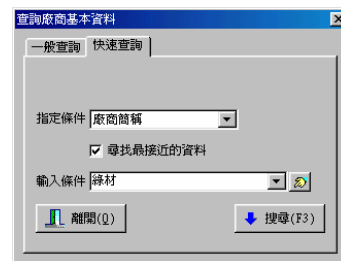 查詢廠商基本資料
一般查詢 快速查詢
指定條件 廠商簡稱
尋找最接近的資料
輸入條件 綠材
離開(Q) 搜尋(F3)